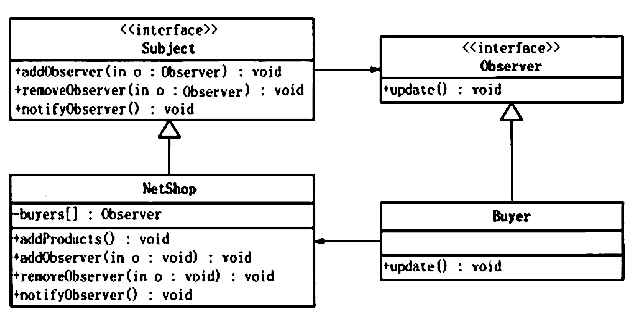 <<interface>>
Subject
+addObserver(in o : Observer) : void
+removeObserver(in o : Observer) : void
+notifyObserver() : void
<<interface>>
Observer
+update() : void
NetShop
-buyers[] : Observer
+addProducts() : void
+addObserver(in o : void) : void
+removeObserver(in o : void) : void
+notifyObserver() : void
Buyer
+update() : void